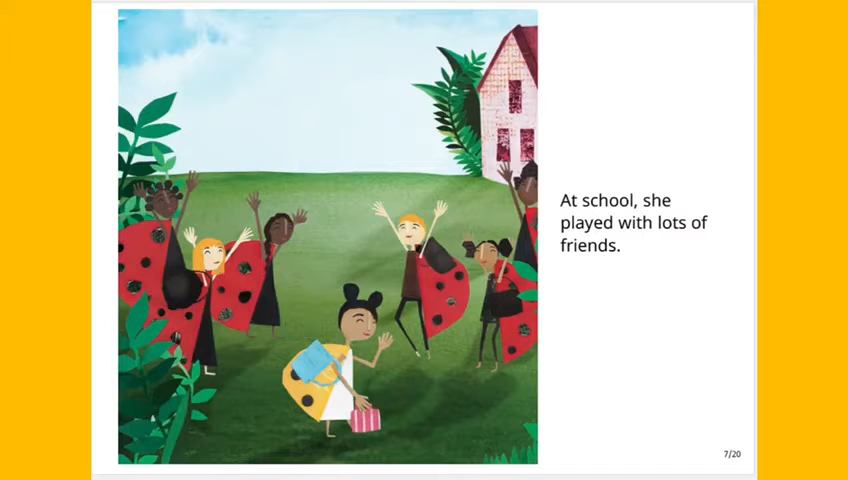 At school, she
played with lots of
friends.
7/20